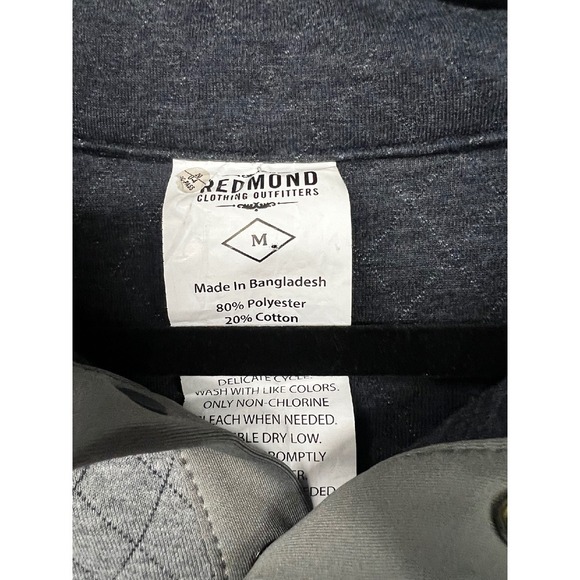 REDMOND
CLOTHING OUTFITTERS
M
Made In Bangladesh
80% Polyester
20% Cotton
DELICATE CYCLE.
WASH WITH LIKE COLORS.
ONLY NON-CHLORINE
BLEACH WHEN NEEDED.
DRY LOW.